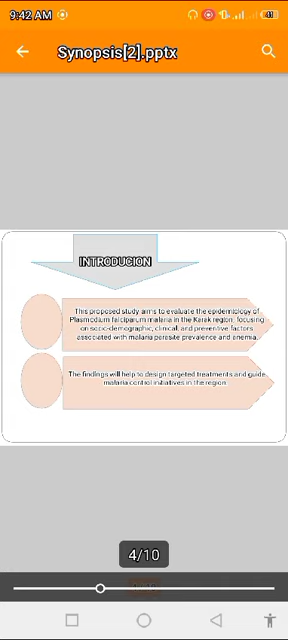 9:42 AM
41
Synopsis[2].pptx
INTRODUCION
This proposed study aims to evaluate the epidemiology of
Plasmodium falciparum malaria in the Karak region, focusing
on socio-demographic, clinical, and preventive factors
associated with malaria parasite prevalence and anemia.
The findings will help to design targeted treatments and guide
malaria control initiatives in the region
4/10